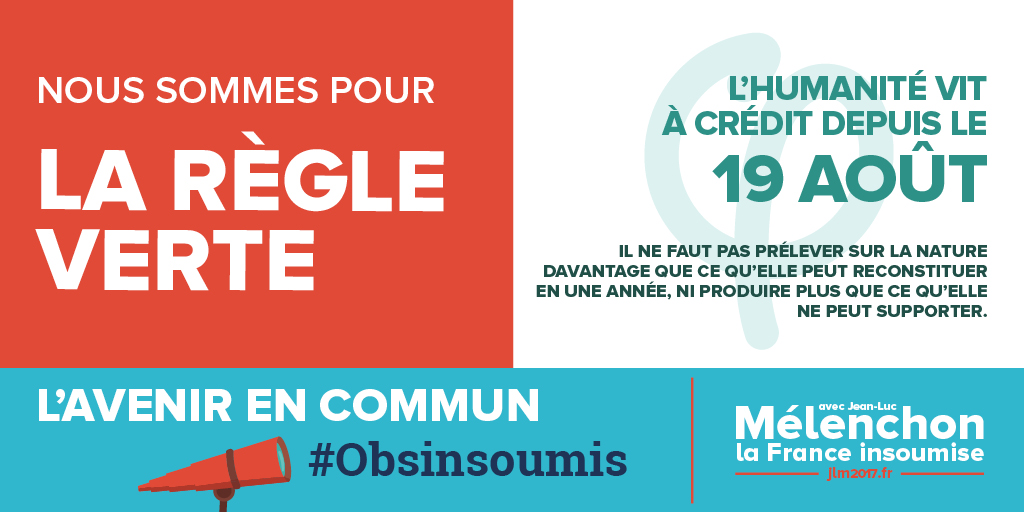 NOUS SOMMES POUR
LA RÈGLE
VERTE
L'HUMANITÉ VIT
À CRÉDIT DEPUIS LE
19 AOÛT
IL NE FAUT PAS PRÉLEVER SUR LA NATURE
DAVANTAGE QUE CE QU'ELLE PEUT RECONSTITUER
EN UNE ANNÉE, NI PRODUIRE PLUS QUE CE QU'ELLE
NE PEUT SUPPORTER.
L'AVENIR EN COMMUN
#Obsinsoumis
avec Jean-Luc
Mélenchon
la France insoumise
jlm2017.fr